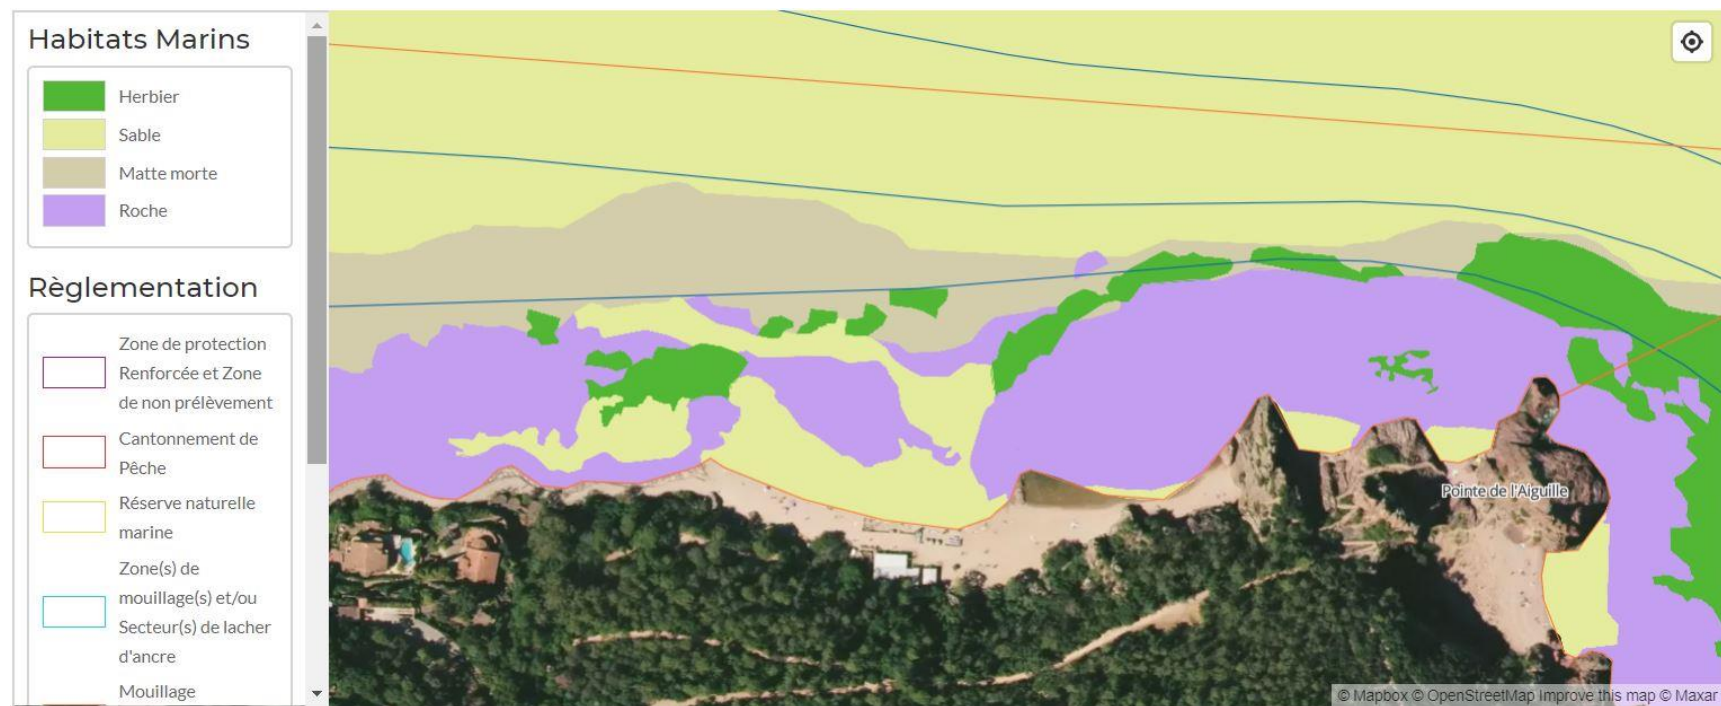 Habitats Marins
Herbier
Sable
Matte morte
Roche
Règlementation
Zone de protection
Renforcée et Zone
de non prélèvement
Cantonnement de
Pêche
Réserve naturelle
marine
Zone(s) de
mouillage(s) et/ou
Secteur(s) de lacher
d'ancre
Mouillage
Pointe de l'Aiguille
© Mapbox © OpenStreetMap Improve this map © Maxar